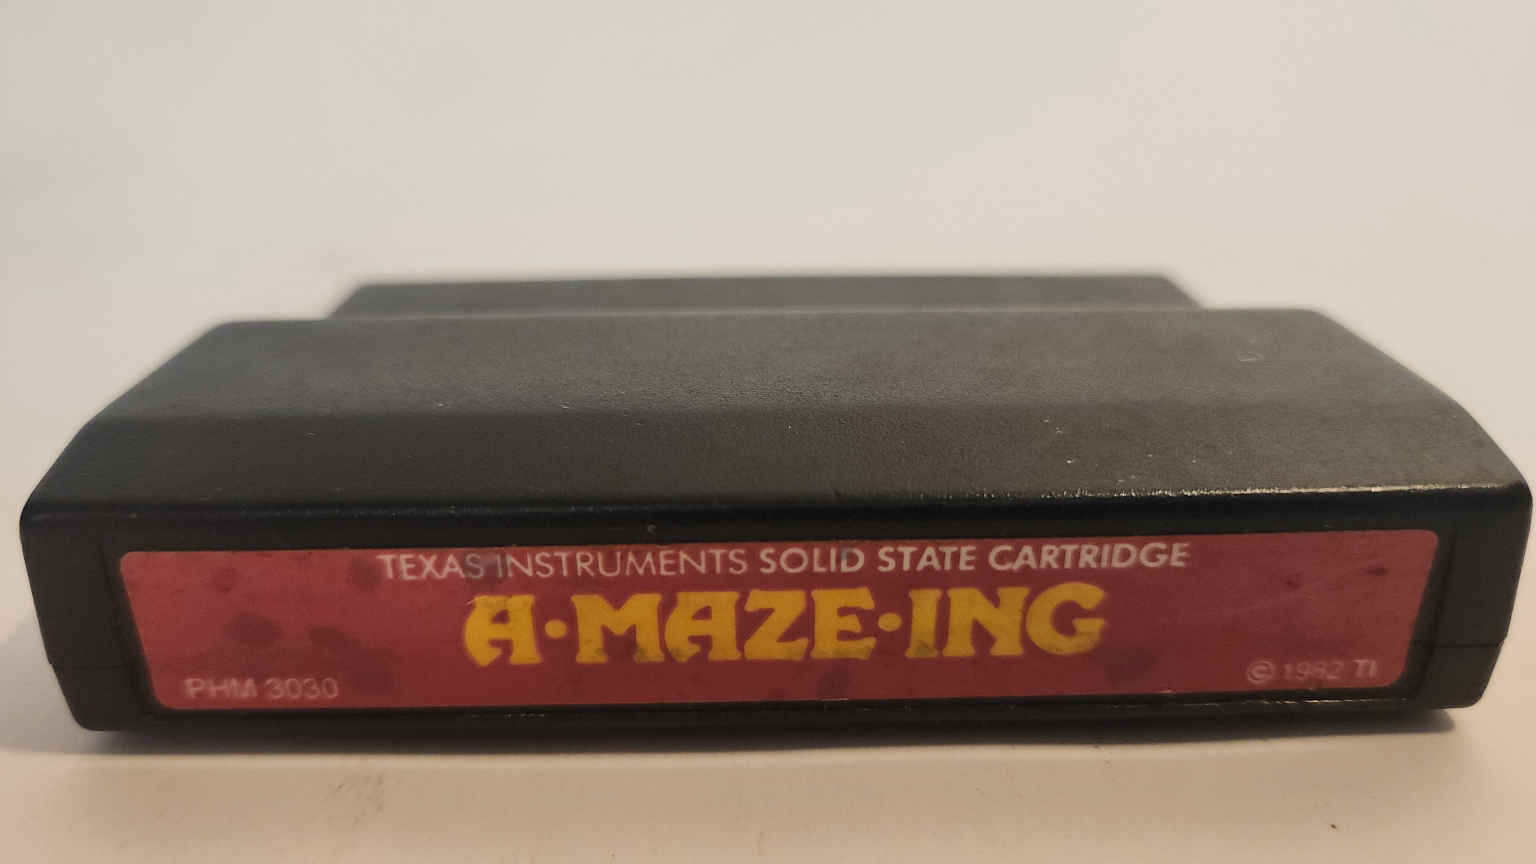 TEXAS INSTRUMENTS SOLID STATE CARTRIDGE
A·MAZE·ING
PHM 3030
© 1982 TI